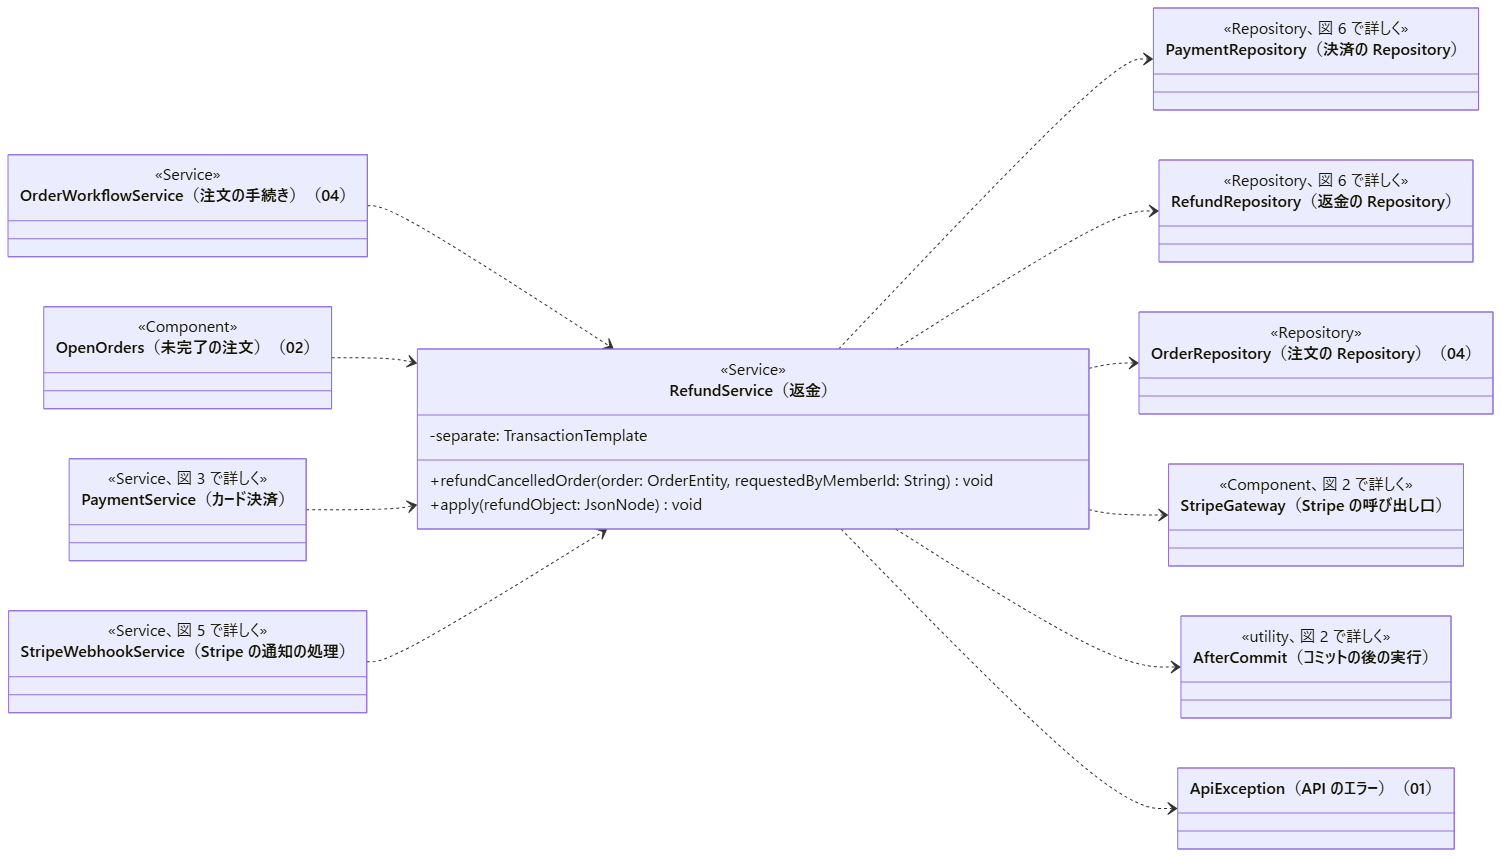 «Service»
OrderWorkflowService（注文の手続き）（04）
«Component»
OpenOrders（未完了の注文）（02）
«Service、図 3 で詳しく»
PaymentService（カード決済）
«Service、図 5 で詳しく»
StripeWebhookService（Stripe の通知の処理）
«Service»
RefundService（返金）
-separate: TransactionTemplate
+refundCancelledOrder(order: OrderEntity, requestedByMemberId: String) : void
+apply(refundObject: JsonNode) : void
«Repository、図 6 で詳しく»
PaymentRepository（決済の Repository）
«Repository、図 6 で詳しく»
RefundRepository（返金の Repository）
«Repository»
OrderRepository（注文の Repository）（04）
«Component、図 2 で詳しく»
StripeGateway（Stripe の呼び出し口）
«utility、図 2 で詳しく»
AfterCommit（コミットの後の実行）
ApiException（API のエラー）（01）